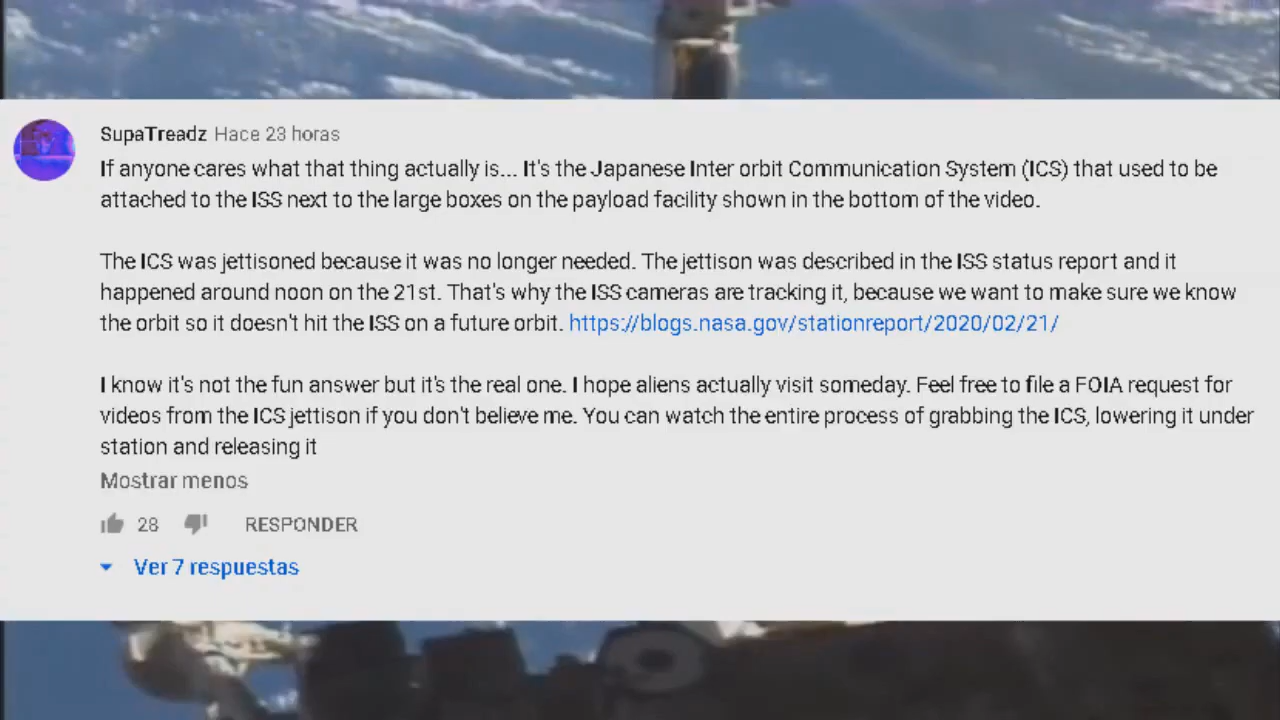 SupaTreadz Hace 23 horas
If anyone cares what that thing actually is... It's the Japanese Inter orbit Communication System (ICS) that used to be
attached to the ISS next to the large boxes on the payload facility shown in the bottom of the video.
The ICS was jettisoned because it was no longer needed. The jettison was described in the ISS status report and it
happened around noon on the 21st. That's why the ISS cameras are tracking it, because we want to make sure we know
the orbit so it doesn't hit the ISS on a future orbit. https://blogs.nasa.gov/stationreport/2020/02/21/
I know it's not the fun answer but it's the real one. I hope aliens actually visit someday. Feel free to file a FOIA request for
videos from the ICS jettison if you don't believe me. You can watch the entire process of grabbing the ICS, lowering it under
station and releasing it
Mostrar menos
28 RESPONDER
Ver 7 respuestas